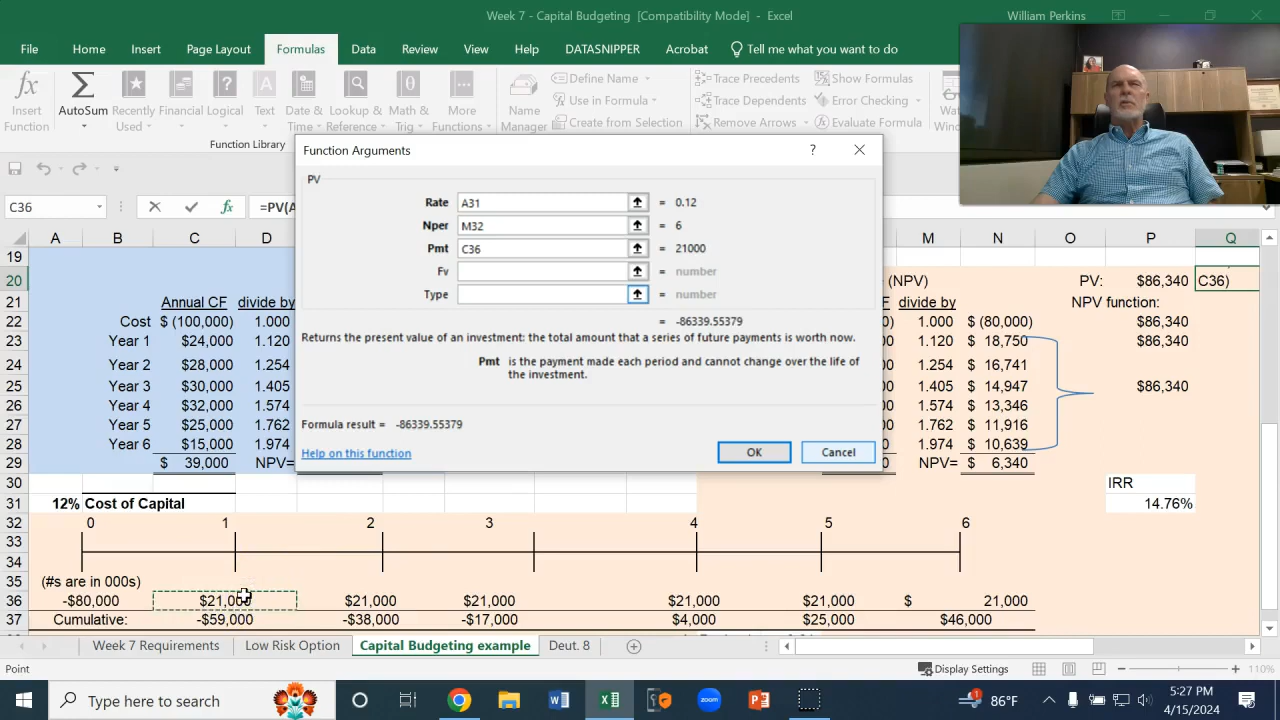 Week 7 - Capital Budgeting [Compatibility Mode] - Excel
William Perkins
File Home Insert Page Layout Formulas Data Review View Help DATASNIPPER Acrobat Tell me what you want to do
fx Insert Function
AutoSum
Recently Used
Financial
Logical
Text
Date & Time
Lookup & Reference
Math & Trig
More Functions
Name Manager
Define Name
Use in Formula
Create from Selection
Trace Precedents
Trace Dependents
Remove Arrows
Show Formulas
Error Checking
Evaluate Formula
Function Library
C36 fx =PV(A
Function Arguments ?
PV
Rate A31 = 0.12
Nper M32 = 6
Pmt C36 = 21000
Fv = number
Type = number
= -86339.55379
Returns the present value of an investment: the total amount that a series of future payments is worth now.
Pmt is the payment made each period and cannot change over the life of
the investment.
Formula result = -86339.55379
Help on this function OK Cancel
A B C D M N O P Q
19
20 (NPV) PV: $86,340 C36)
21 Annual CF divide by F divide by NPV function:
22 Cost $ (100,000) 1.000 0) 1.000 $ (80,000) $86,340
23 Year 1 $24,000 1.120 00 1.120 $ 18,750 $86,340
24 Year 2 $28,000 1.254 00 1.254 $ 16,741
25 Year 3 $30,000 1.405 00 1.405 $ 14,947 $86,340
26 Year 4 $32,000 1.574 00 1.574 $ 13,346
27 Year 5 $25,000 1.762 00 1.762 $ 11,916
28 Year 6 $15,000 1.974 00 1.974 $ 10,639
29 $ 39,000 NPV= 0 NPV= $ 6,340
30 IRR
31 12% Cost of Capital 14.76%
32 0 1 2 3 4 5 6
33
34
35 (#s are in 000s)
36 -$80,000 $21,000 $21,000 $21,000 $21,000 $21,000 $ 21,000
37 Cumulative: -$59,000 -$38,000 -$17,000 $4,000 $25,000 $46,000
Week 7 Requirements Low Risk Option Capital Budgeting example Deut. 8
Point Display Settings 110%
Type here to search
86°F
5:27 PM
4/15/2024